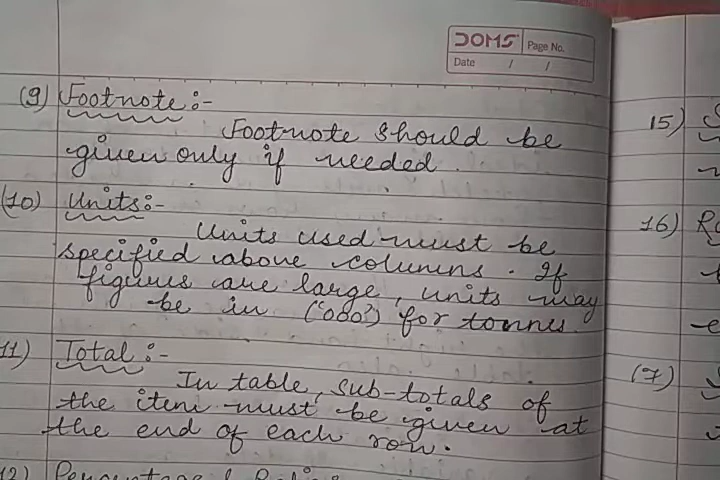 DOMS Page No.
Date / /
(9) Footnote :-
Footnote should be
given only if needed.
(10) Units:-
Units used must be
specified above columns. If
figures are large, units may
be in ('000') for tonnes.
11) Total :-
In table, sub-totals of
the item must be given at
the end of each row.
12)
15)
16)
(7)